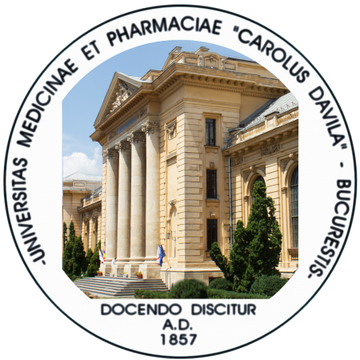 -UNIVERSITAS MEDICINAE ET PHARMACIAE "CAROLUS DAVILA" - BUCURESTIS-
DOCENDO DISCITUR
A.D.
1857